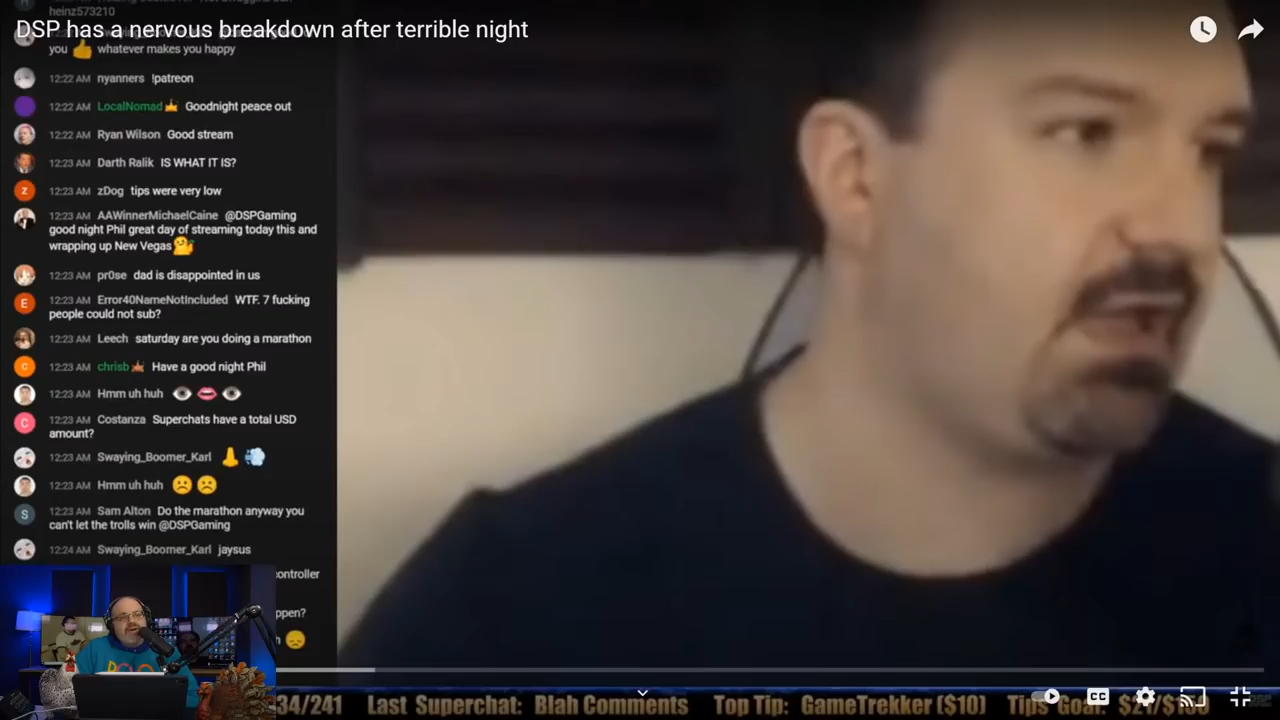 heinz573210
DSP has a nervous breakdown after terrible night
you 👍 whatever makes you happy
12:22 AM nyanners !patreon
12:22 AM LocalNomad Goodnight peace out
12:22 AM Ryan Wilson Good stream
12:23 AM Darth Ralik IS WHAT IT IS?
12:23 AM zDog tips were very low
12:23 AM AAWinnerMichaelCaine @DSPGaming
good night Phil great day of streaming today this and
wrapping up New Vegas
12:23 AM pr0se dad is disappointed in us
12:23 AM Error40NameNotIncluded WTF. 7 fucking
people could not sub?
12:23 AM Leech saturday are you doing a marathon
12:23 AM chrisb Have a good night Phil
12:23 AM Hmm uh huh 👁️👄👁️
12:23 AM Costanza Superchats have a total USD
amount?
12:23 AM Swaying_Boomer_Karl 👃💨
12:23 AM Hmm uh huh ☹️☹️
12:23 AM Sam Alton Do the marathon anyway you
can't let the trolls win @DSPGaming
12:24 AM Swaying_Boomer_Karl jaysus
controller
ppen?
34/241 Last Superchat: Blah Comments Top Tip: GameTrekker ($10) Tips Goal:
CC